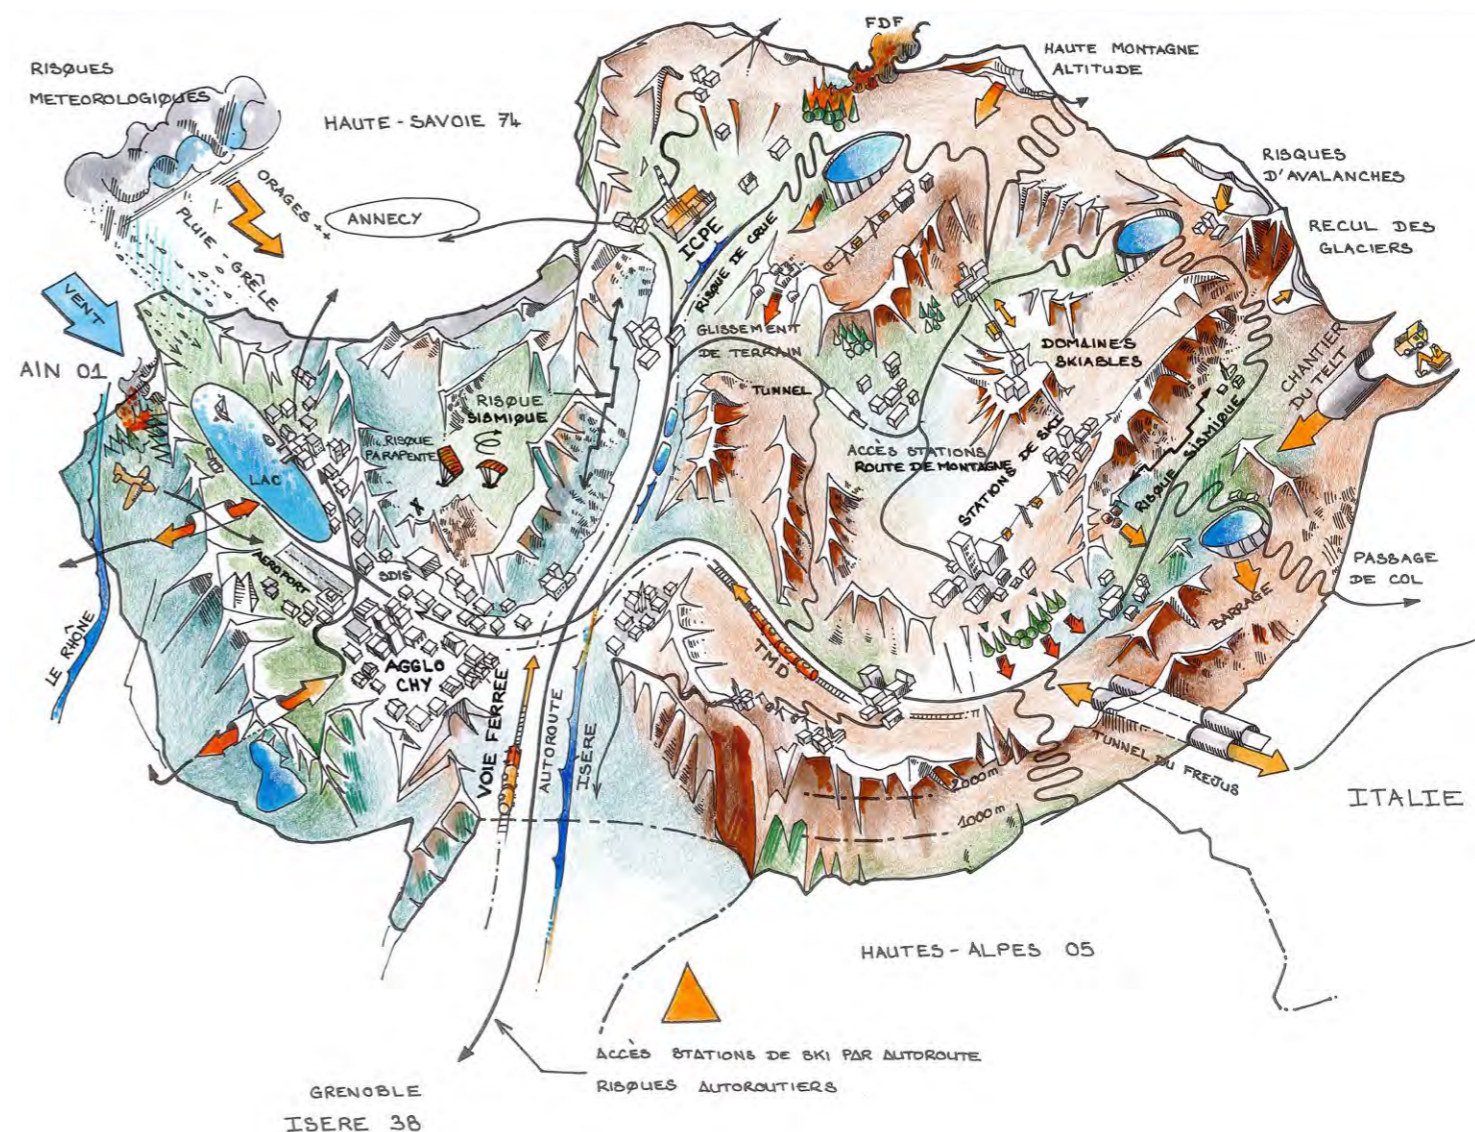 FDF
HAUTE MONTAGNE
ALTITUDE
RISQUES
METEOROLOGIQUES
HAUTE-SAVOIE 74
ORAGES ++
PLUIE - GRÊLE
ANNECY
VENT
ICPE
RISQUE DE CRUE
RISQUES
D'AVALANCHES
RECUL DES
GLACIERS
GLISSEMENT
DE TERRAIN
DOMAINES
SKIABLES
CHANTIER
DU TELT
AIN 01
TUNNEL
RISQUE
SISMIQUE
RISQUE
PARAPENTE
ACCÈS STATIONS
ROUTE DE MONTAGNE
STATIONS DE SKI
RISQUE SISMIQUE
LAC
AEROPORT
SDIS
PASSAGE
DE COL
BARRAGE
LE RHÔNE
AGGLO
CHY
TMD
VOIE FERRÉE
AUTOROUTE
ISÈRE
TUNNEL DU FREJUS
2000m
1000m
ITALIE
HAUTES-ALPES 05
ACCÈS STATIONS DE SKI PAR AUTOROUTE
RISQUES AUTOROUTIERS
GRENOBLE
ISERE 38